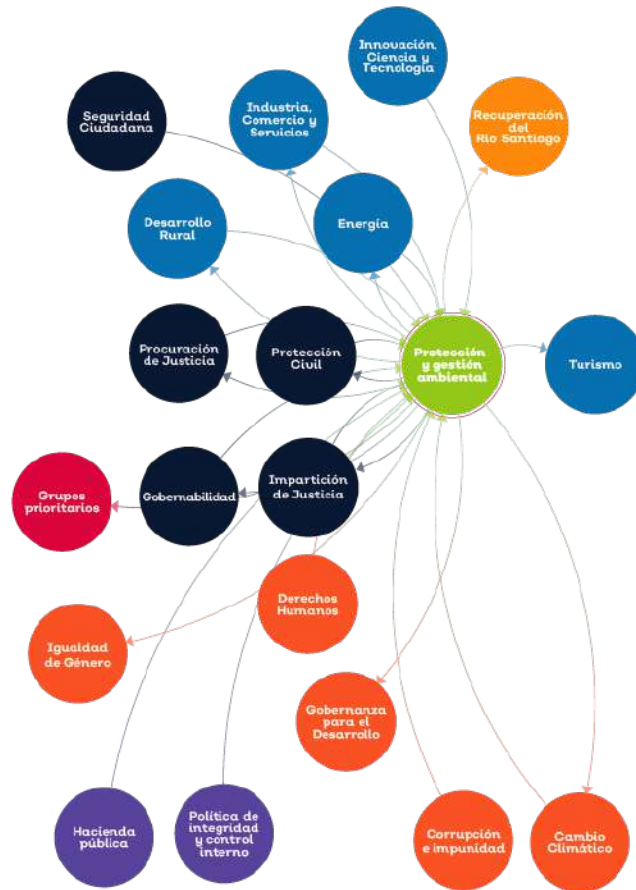 Innovación,
Ciencia y
Tecnología
Seguridad
Ciudadana
Industria,
Comercio y
Servicios
Recuperación
del
Río Santiago
Desarrollo
Rural
Energía
Procuración
de Justicia
Protección
Civil
Protección
y gestión
ambiental
Turismo
Grupos
prioritarios
Gobernabilidad
Impartición
de Justicia
Derechos
Humanos
Igualdad
de Género
Gobernanza
para el
Desarrollo
Hacienda
pública
Política de
integridad
y control
interno
Corrupción
e impunidad
Cambio
Climático